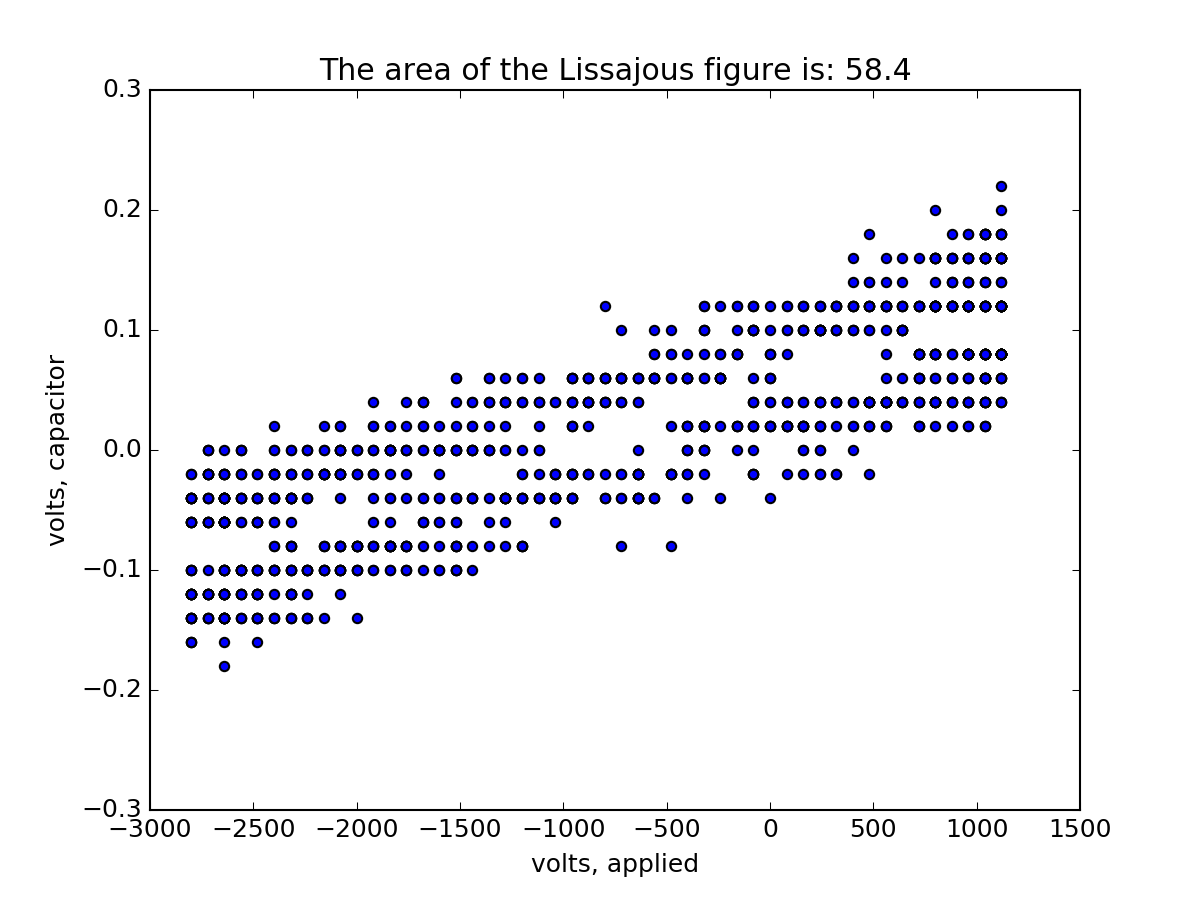 The area of the Lissajous figure is: 58.4
0.3
0.2
0.1
0.0
−0.1
−0.2
−0.3
volts, capacitor
−3000 −2500 −2000 −1500 −1000 −500 0 500 1000 1500
volts, applied